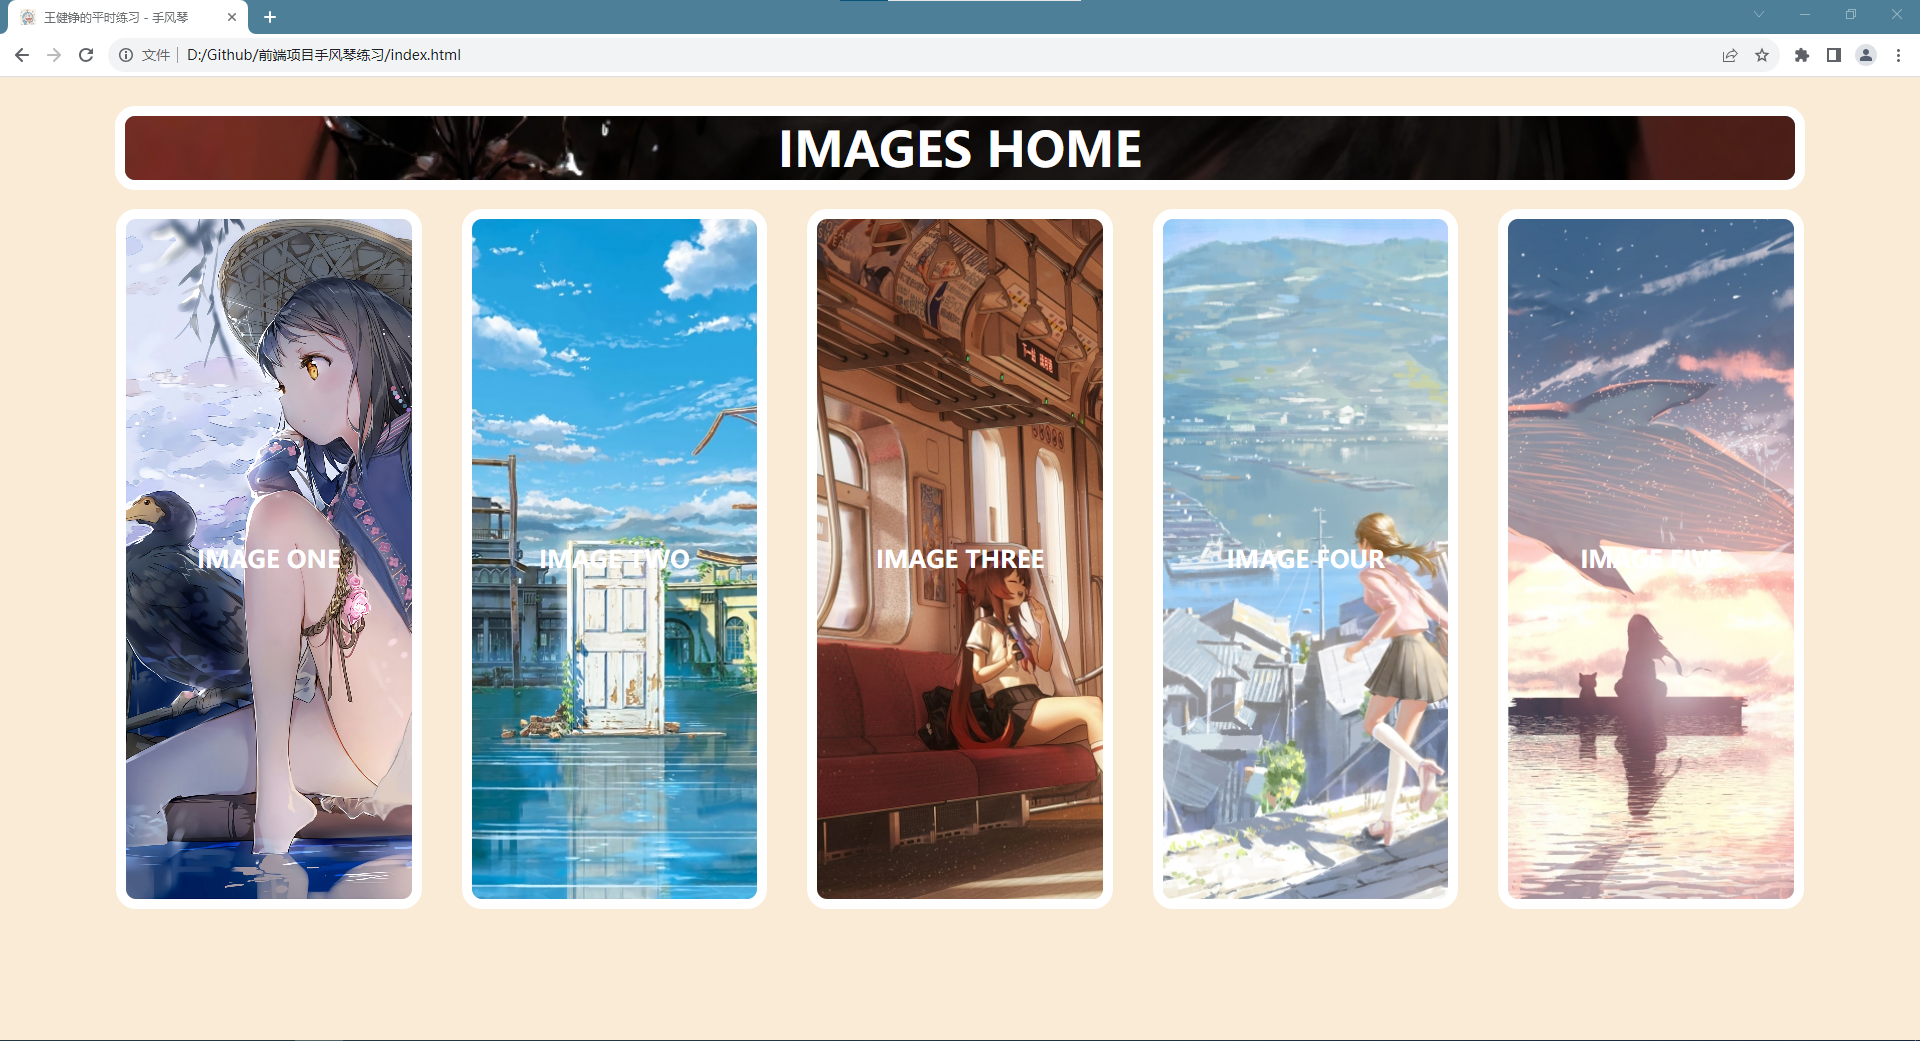 王健铮的平时练习 - 手风琴
文件 D:/Github/前端项目手风琴练习/index.html
IMAGES HOME
IMAGE ONE
IMAGE TWO
IMAGE THREE
IMAGE FOUR
IMAGE FIVE